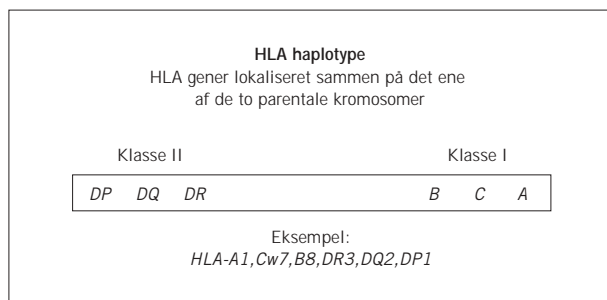 HLA haplotype
HLA gener lokaliseret sammen på det ene
af de to parentale kromosomer
Klasse II Klasse I
DP DQ DR B C A
Eksempel:
HLA-A1,Cw7,B8,DR3,DQ2,DP1